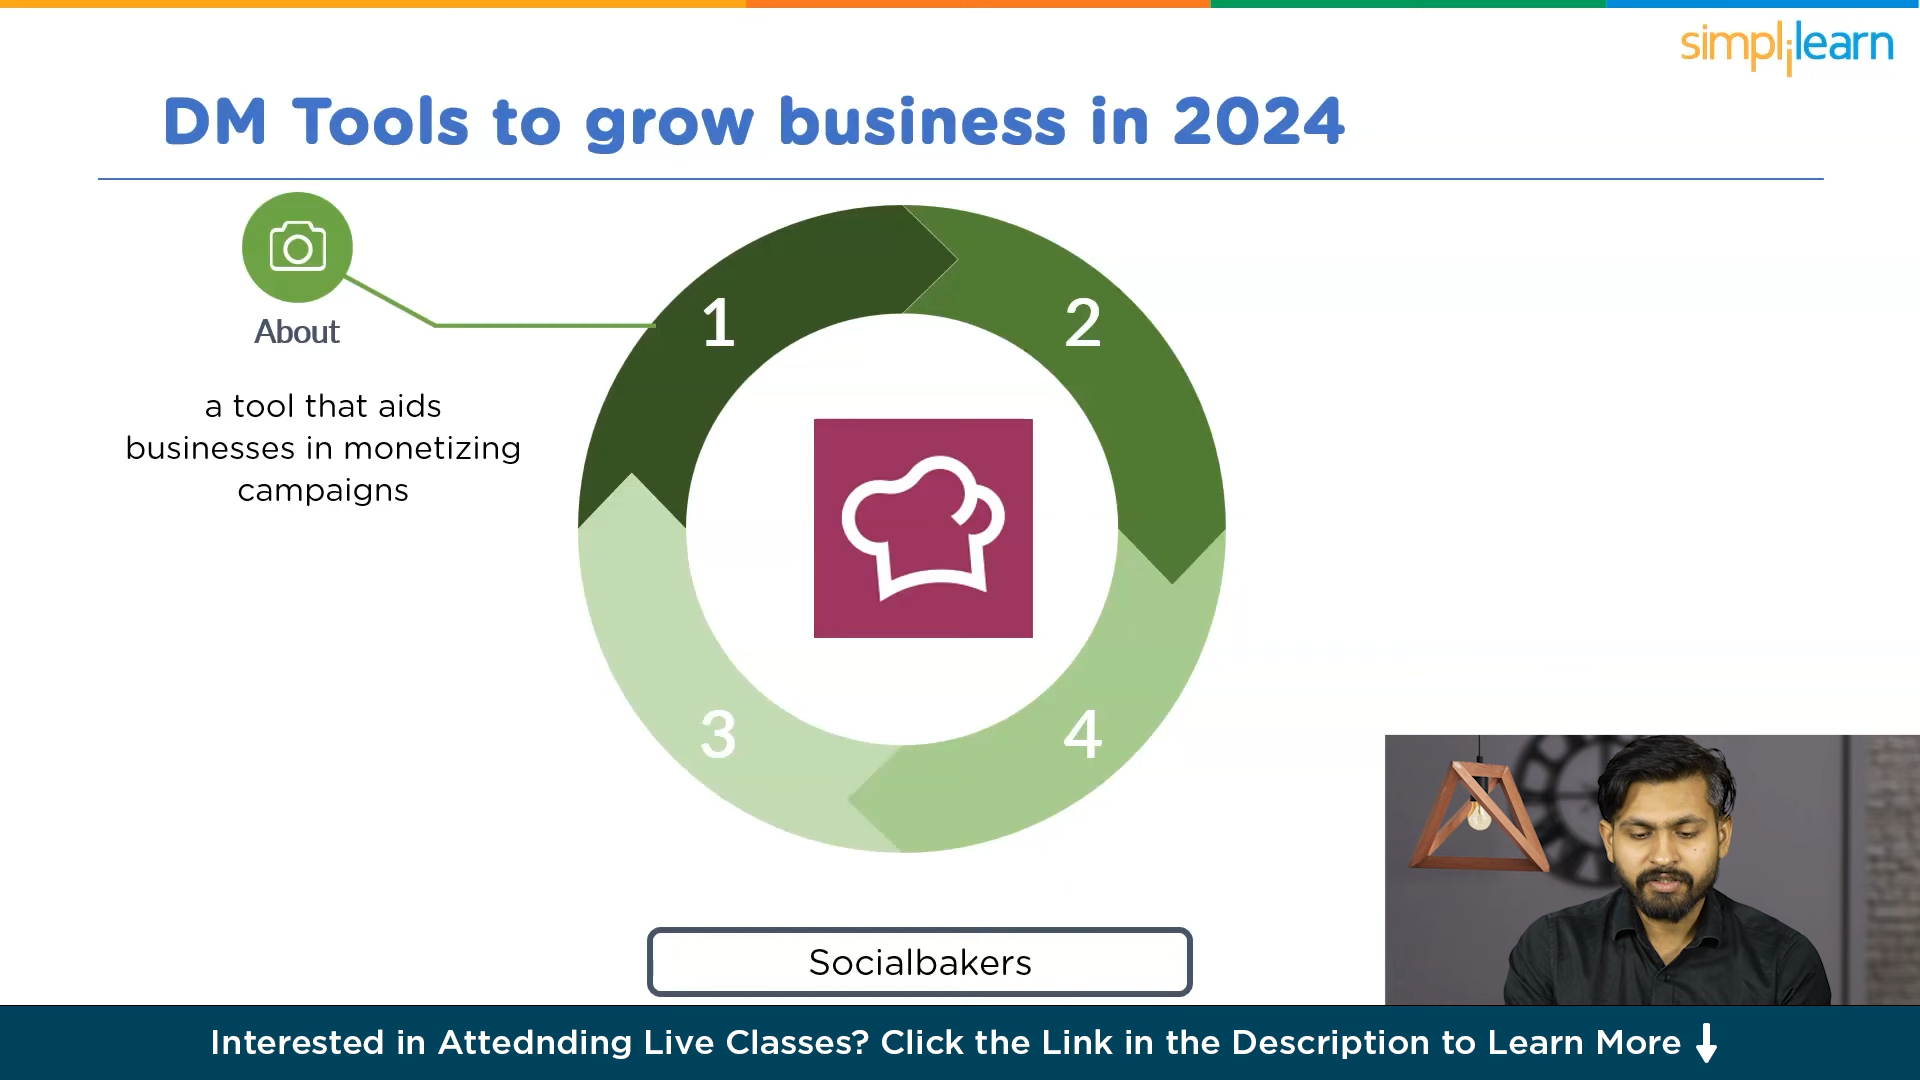 simplilearn
DM Tools to grow business in 2024
About
a tool that aids
businesses in monetizing
campaigns
1
2
3
4
Socialbakers
Interested in Attednding Live Classes? Click the Link in the Description to Learn More